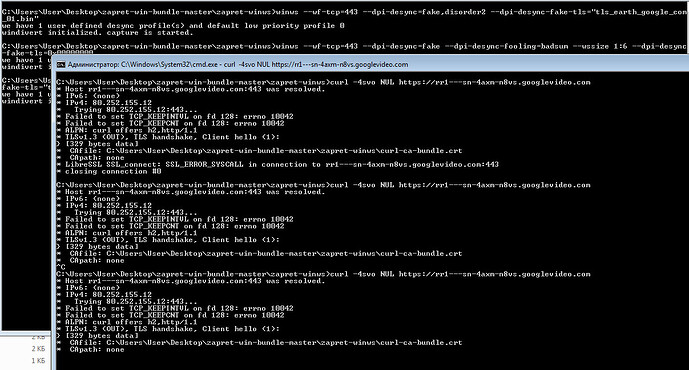 C:\Users\User\Desktop\zapret-win-bundle-master\zapret-winws>winws --wf-tcp=443 --dpi-desync=fake,disorder2 --dpi-desync-fake-tls="tls_earth_google_com
_01.bin"
we have 1 user defined desync profile(s) and default low priority profile 0
windivert initialized. capture is started.
C:\Users\User\Desktop\zapret-win-bundle-master\zapret-winws>winws --wf-tcp=443 --dpi-desync=fake --dpi-desync-fooling=badsum --wssize 1:6 --dpi-desync
we have 1 u
windivert i
C:\Users\Us
fake-tls="t
we have 1 u
windivert i
Администратор: C:\Windows\System32\cmd.exe - curl -4svo NUL https://rr1---sn-4axm-n8vs.googlevideo.com
C:\Users\User\Desktop\zapret-win-bundle-master\zapret-winws>curl -4svo NUL https://rr1---sn-4axm-n8vs.googlevideo.com
* Host rr1---sn-4axm-n8vs.googlevideo.com:443 was resolved.
* IPv6: (none)
* IPv4: 80.252.155.12
*   Trying 80.252.155.12:443...
* Failed to set TCP_KEEPINTVL on fd 128: errno 10042
* Failed to set TCP_KEEPCNT on fd 128: errno 10042
* ALPN: curl offers h2,http/1.1
* TLSv1.3 (OUT), TLS handshake, Client hello (1):
} [329 bytes data]
*  CAfile: C:\Users\User\Desktop\zapret-win-bundle-master\zapret-winws\curl-ca-bundle.crt
*  CApath: none
* LibreSSL SSL_connect: SSL_ERROR_SYSCALL in connection to rr1---sn-4axm-n8vs.googlevideo.com:443
* closing connection #0
C:\Users\User\Desktop\zapret-win-bundle-master\zapret-winws>curl -4svo NUL https://rr1---sn-4axm-n8vs.googlevideo.com
* Host rr1---sn-4axm-n8vs.googlevideo.com:443 was resolved.
* IPv6: (none)
* IPv4: 80.252.155.12
*   Trying 80.252.155.12:443...
* Failed to set TCP_KEEPINTVL on fd 128: errno 10042
* Failed to set TCP_KEEPCNT on fd 128: errno 10042
* ALPN: curl offers h2,http/1.1
* TLSv1.3 (OUT), TLS handshake, Client hello (1):
} [329 bytes data]
*  CAfile: C:\Users\User\Desktop\zapret-win-bundle-master\zapret-winws\curl-ca-bundle.crt
*  CApath: none
^C
C:\Users\User\Desktop\zapret-win-bundle-master\zapret-winws>curl -4svo NUL https://rr1---sn-4axm-n8vs.googlevideo.com
* Host rr1---sn-4axm-n8vs.googlevideo.com:443 was resolved.
* IPv6: (none)
* IPv4: 80.252.155.12
*   Trying 80.252.155.12:443...
* Failed to set TCP_KEEPINTVL on fd 128: errno 10042
* Failed to set TCP_KEEPCNT on fd 128: errno 10042
* ALPN: curl offers h2,http/1.1
* TLSv1.3 (OUT), TLS handshake, Client hello (1):
} [329 bytes data]
*  CAfile: C:\Users\User\Desktop\zapret-win-bundle-master\zapret-winws\curl-ca-bundle.crt
*  CApath: none
2 КБ
2 КБ
1 КБ